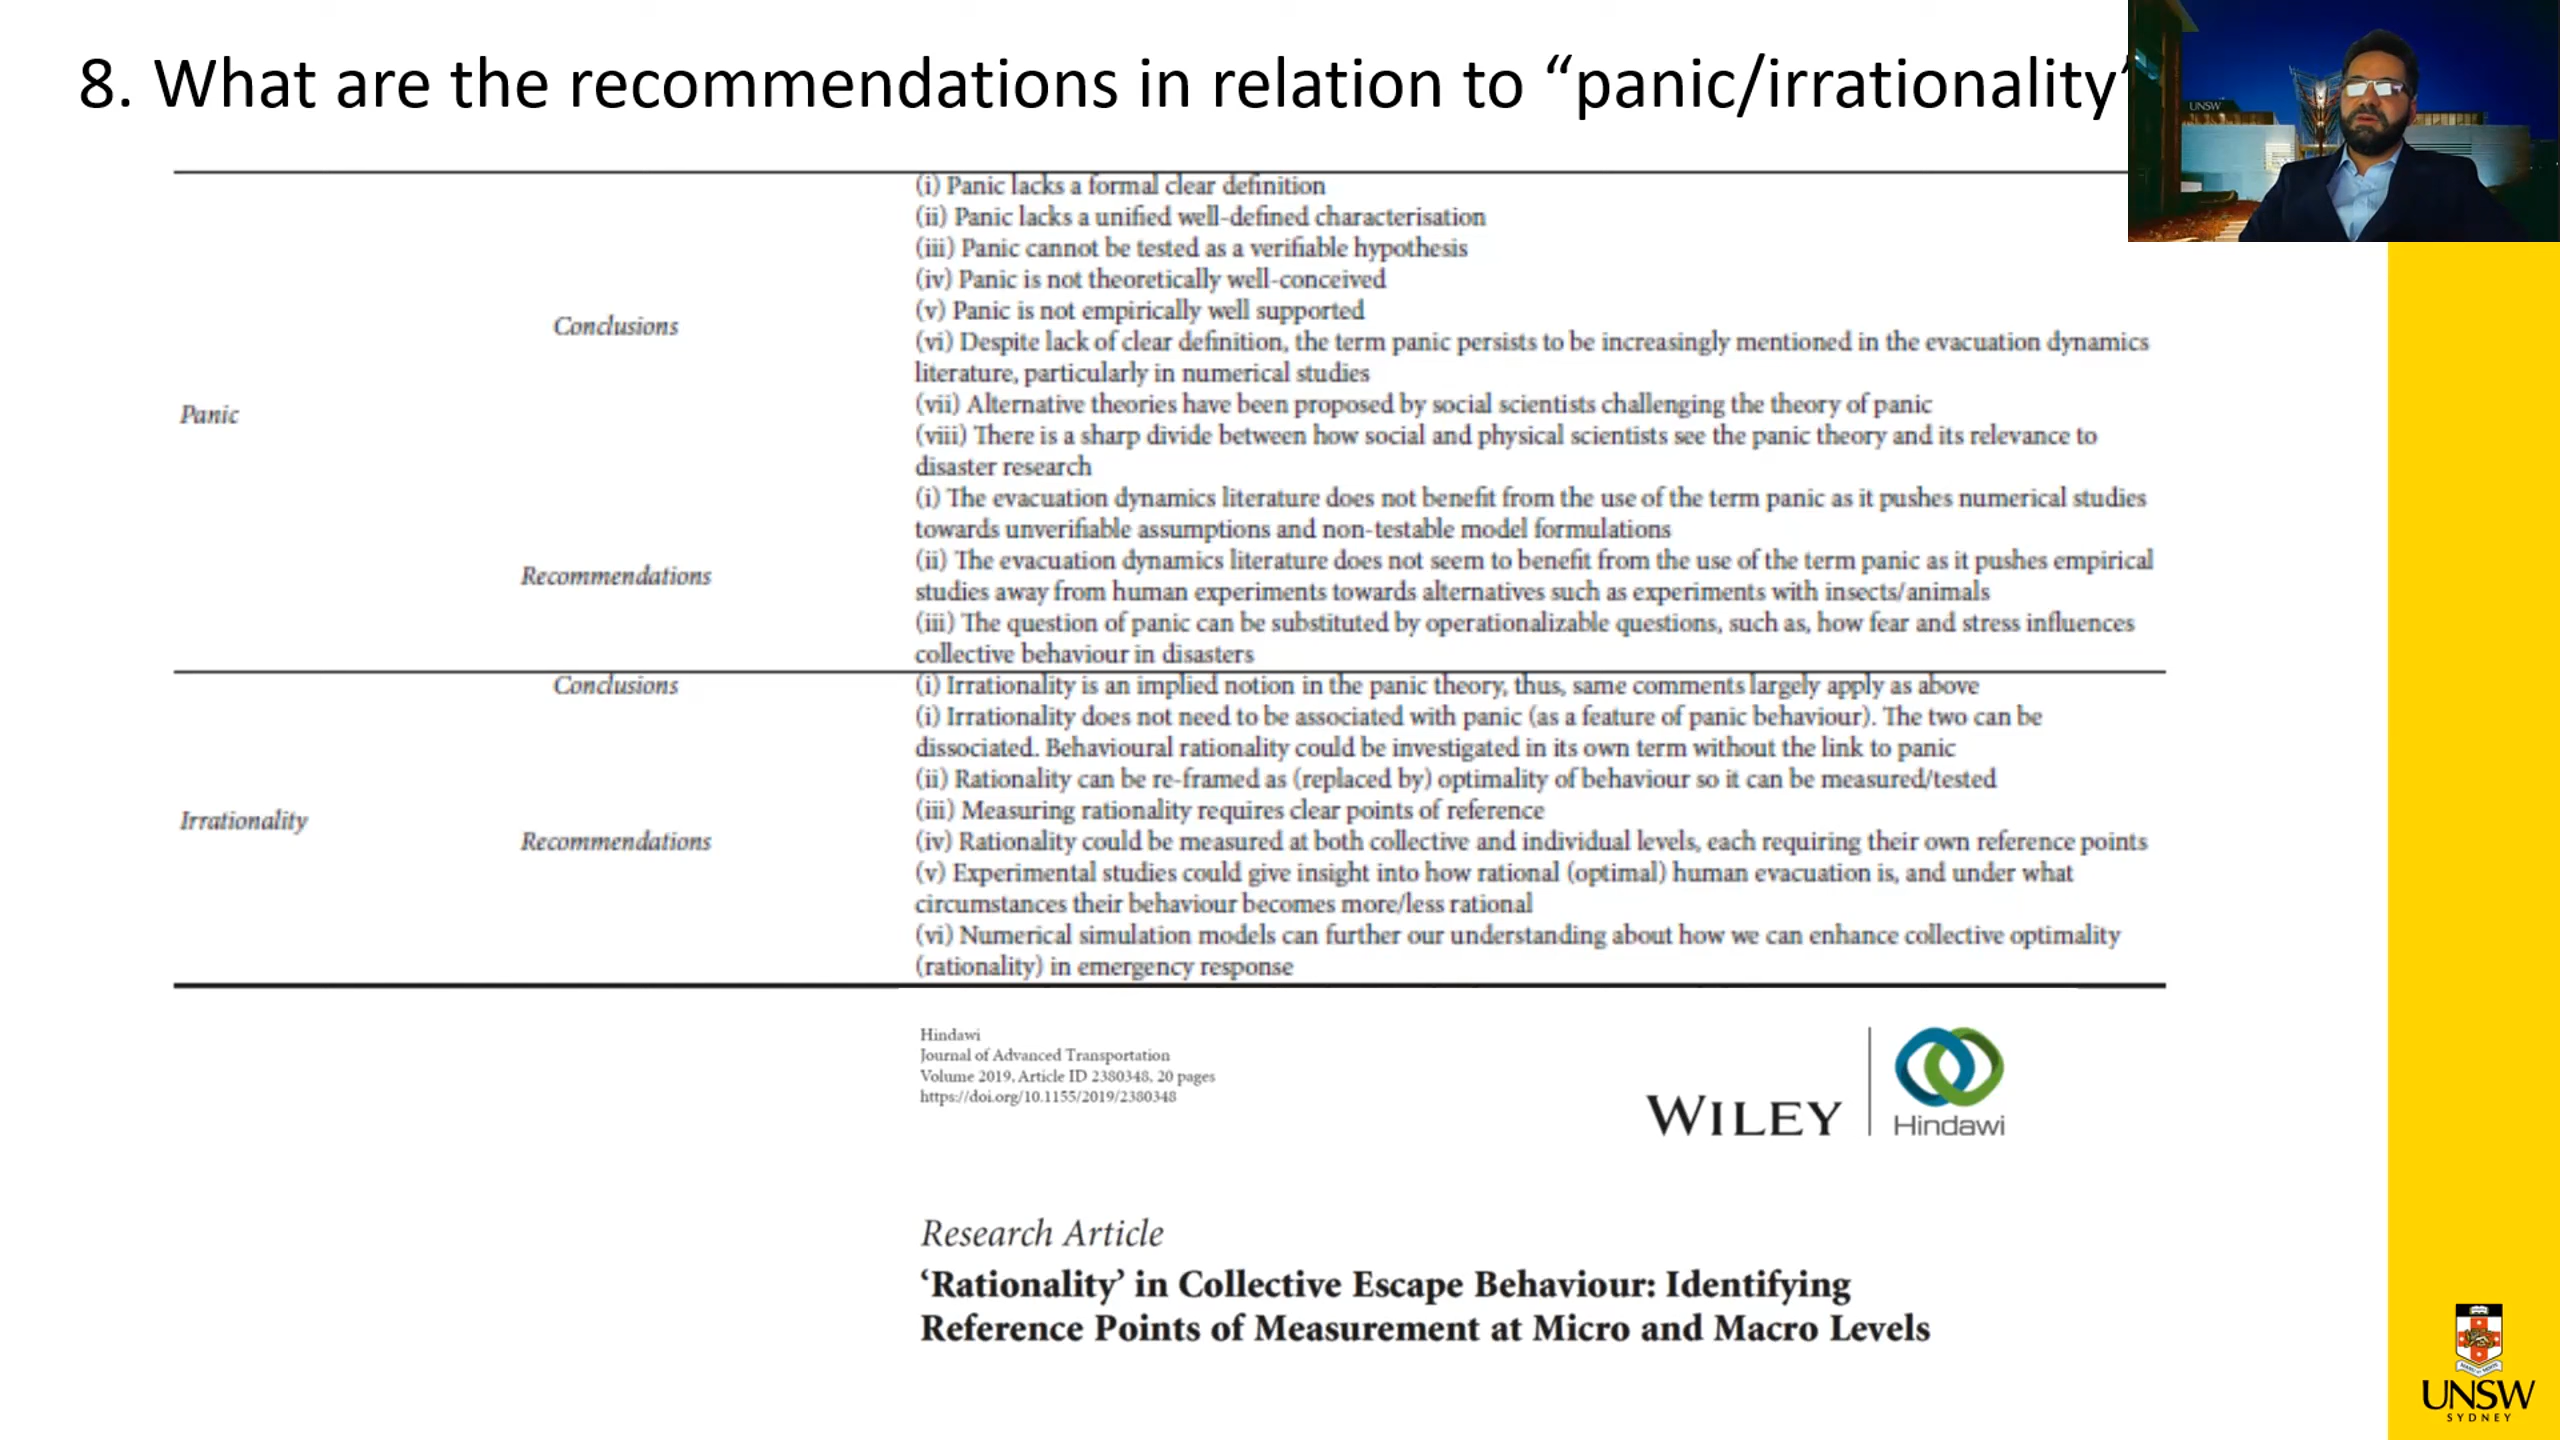 8. What are the recommendations in relation to “panic/irrationality”
UNSW
(i) Panic lacks a formal clear definition
(ii) Panic lacks a unified well-defined characterisation
(iii) Panic cannot be tested as a verifiable hypothesis
(iv) Panic is not theoretically well-conceived
Conclusions
(v) Panic is not empirically well supported
(vi) Despite lack of clear definition, the term panic persists to be increasingly mentioned in the evacuation dynamics
literature, particularly in numerical studies
Panic
(vii) Alternative theories have been proposed by social scientists challenging the theory of panic
(viii) There is a sharp divide between how social and physical scientists see the panic theory and its relevance to
disaster research
Recommendations
(i) The evacuation dynamics literature does not benefit from the use of the term panic as it pushes numerical studies
towards unverifiable assumptions and non-testable model formulations
(ii) The evacuation dynamics literature does not seem to benefit from the use of the term panic as it pushes empirical
studies away from human experiments towards alternatives such as experiments with insects/animals
(iii) The question of panic can be substituted by operationalizable questions, such as, how fear and stress influences
collective behaviour in disasters
Conclusions
(i) Irrationality is an implied notion in the panic theory, thus, same comments largely apply as above
Irrationality
Recommendations
(i) Irrationality does not need to be associated with panic (as a feature of panic behaviour). The two can be
dissociated. Behavioural rationality could be investigated in its own term without the link to panic
(ii) Rationality can be re-framed as (replaced by) optimality of behaviour so it can be measured/tested
(iii) Measuring rationality requires clear points of reference
(iv) Rationality could be measured at both collective and individual levels, each requiring their own reference points
(v) Experimental studies could give insight into how rational (optimal) human evacuation is, and under what
circumstances their behaviour becomes more/less rational
(vi) Numerical simulation models can further our understanding about how we can enhance collective optimality
(rationality) in emergency response
Hindawi
Journal of Advanced Transportation
Volume 2019, Article ID 2380348, 20 pages
https://doi.org/10.1155/2019/2380348
WILEY
Hindawi
Research Article
‘Rationality’ in Collective Escape Behaviour: Identifying
Reference Points of Measurement at Micro and Macro Levels
UNSW
SYDNEY